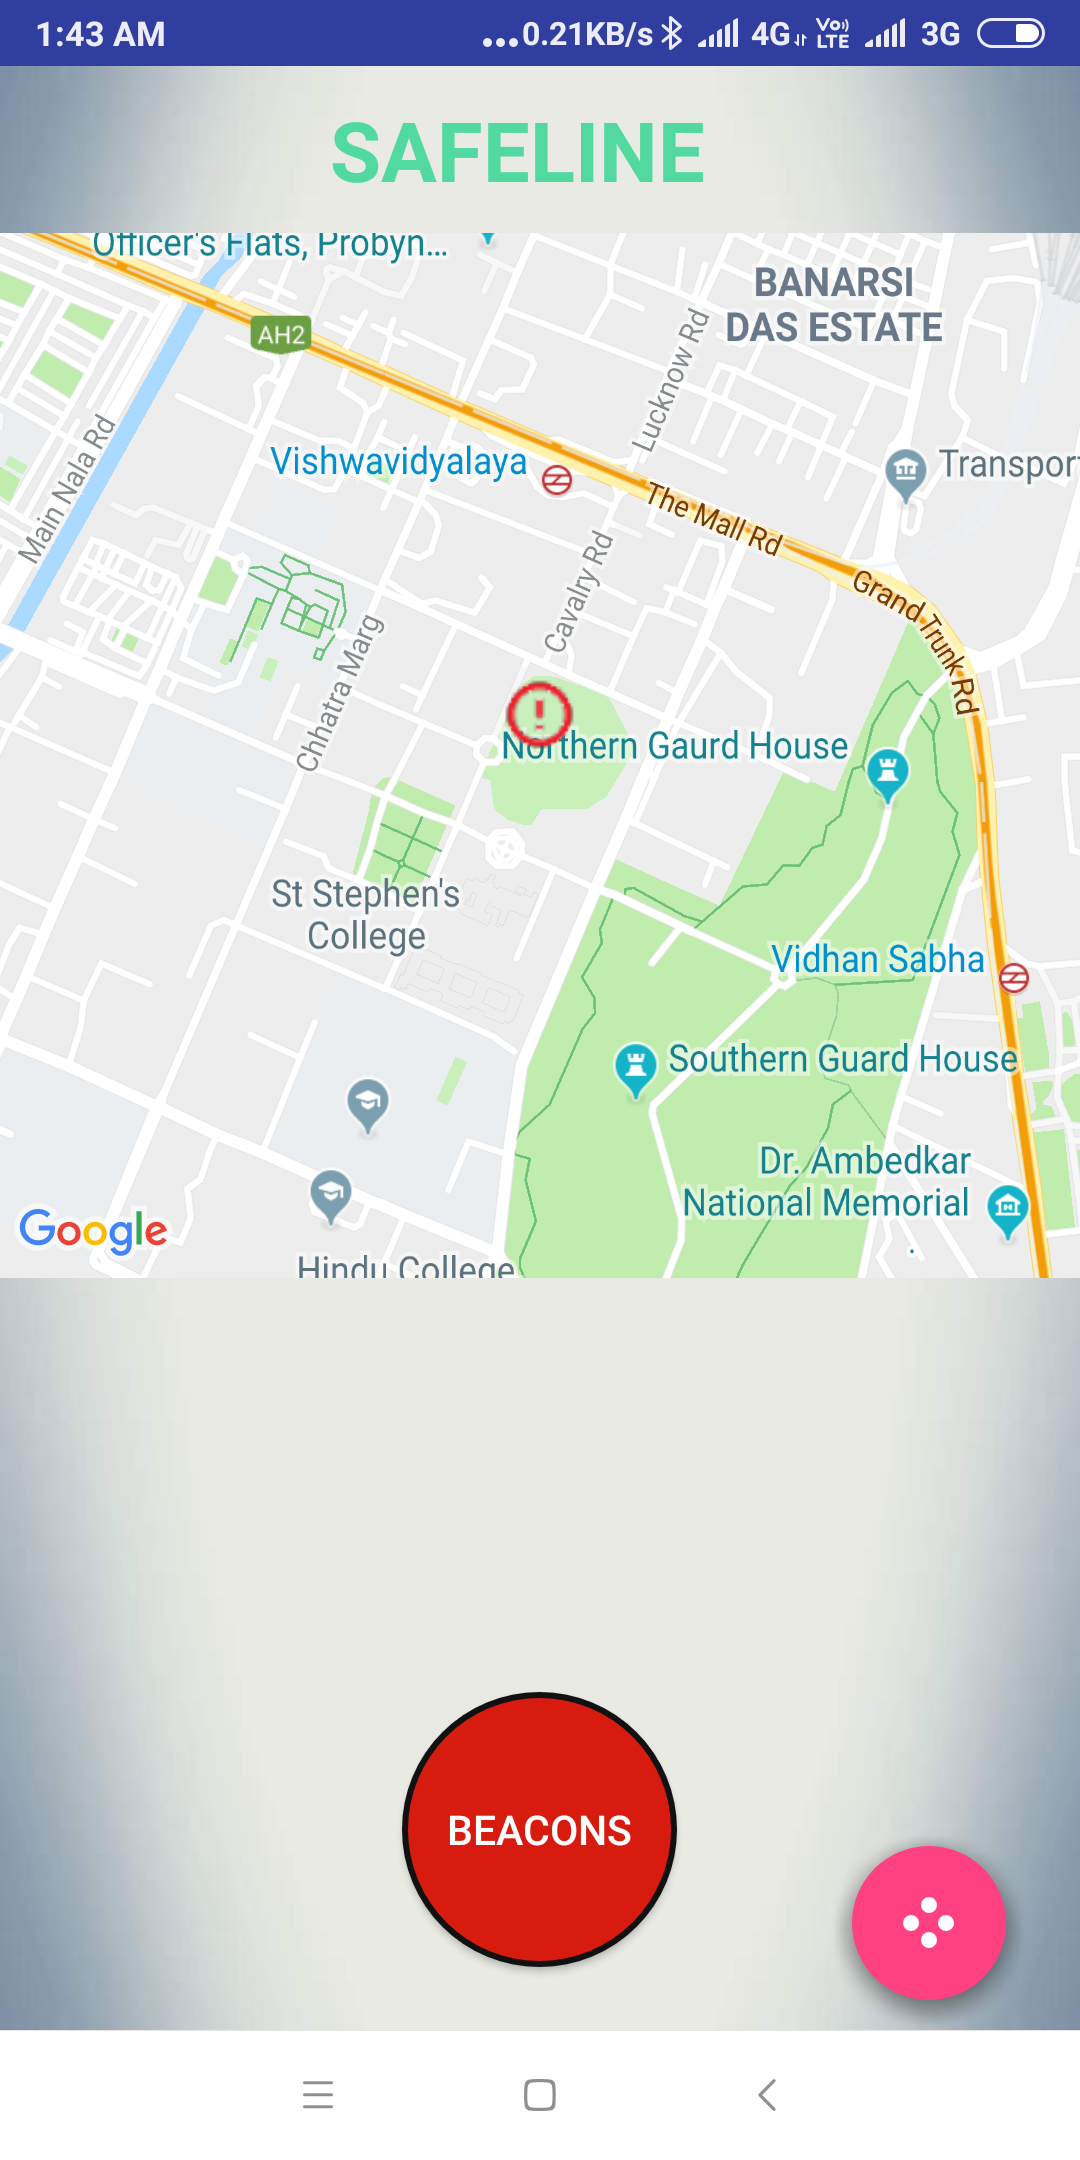 1:43 AM ...0.21KB/s 4G VoLTE 3G
SAFELINE
Officer's Flats, Probyn...
BANARSI
DAS ESTATE
AH2
Lucknow Rd
Main Nala Rd
Vishwavidyalaya
Transpor
The Mall Rd
Cavalry Rd
Grand Trunk Rd
Chhatra Marg
Northern Gaurd House
St Stephen's
College
Vidhan Sabha
Southern Guard House
Dr. Ambedkar
National Memorial
Google
Hindu College
BEACONS